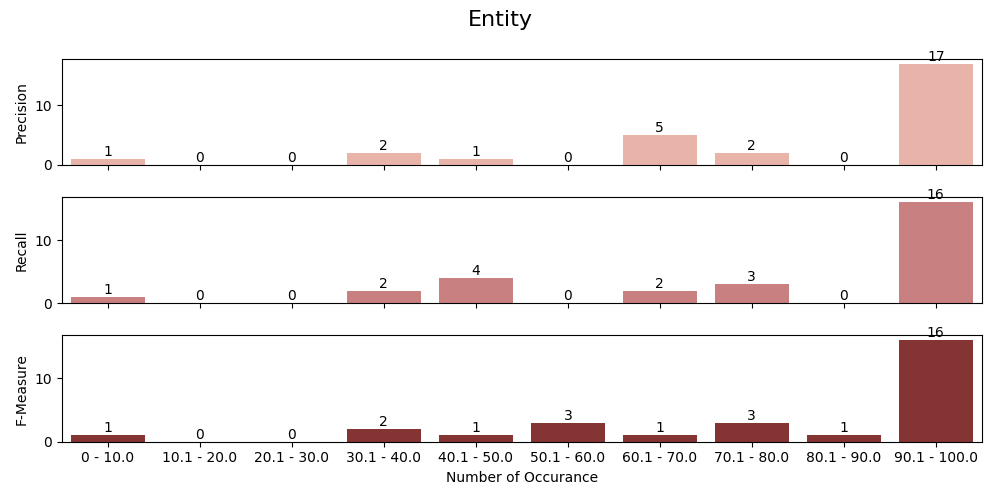 Entity
Precision
10
0
1 0 0 2 1 0 5 2 0 17
Recall
10
0
1 0 0 2 4 0 2 3 0 16
F-Measure
10
0
1 0 0 2 1 3 1 3 1 16
0 - 10.0 10.1 - 20.0 20.1 - 30.0 30.1 - 40.0 40.1 - 50.0 50.1 - 60.0 60.1 - 70.0 70.1 - 80.0 80.1 - 90.0 90.1 - 100.0
Number of Occurance